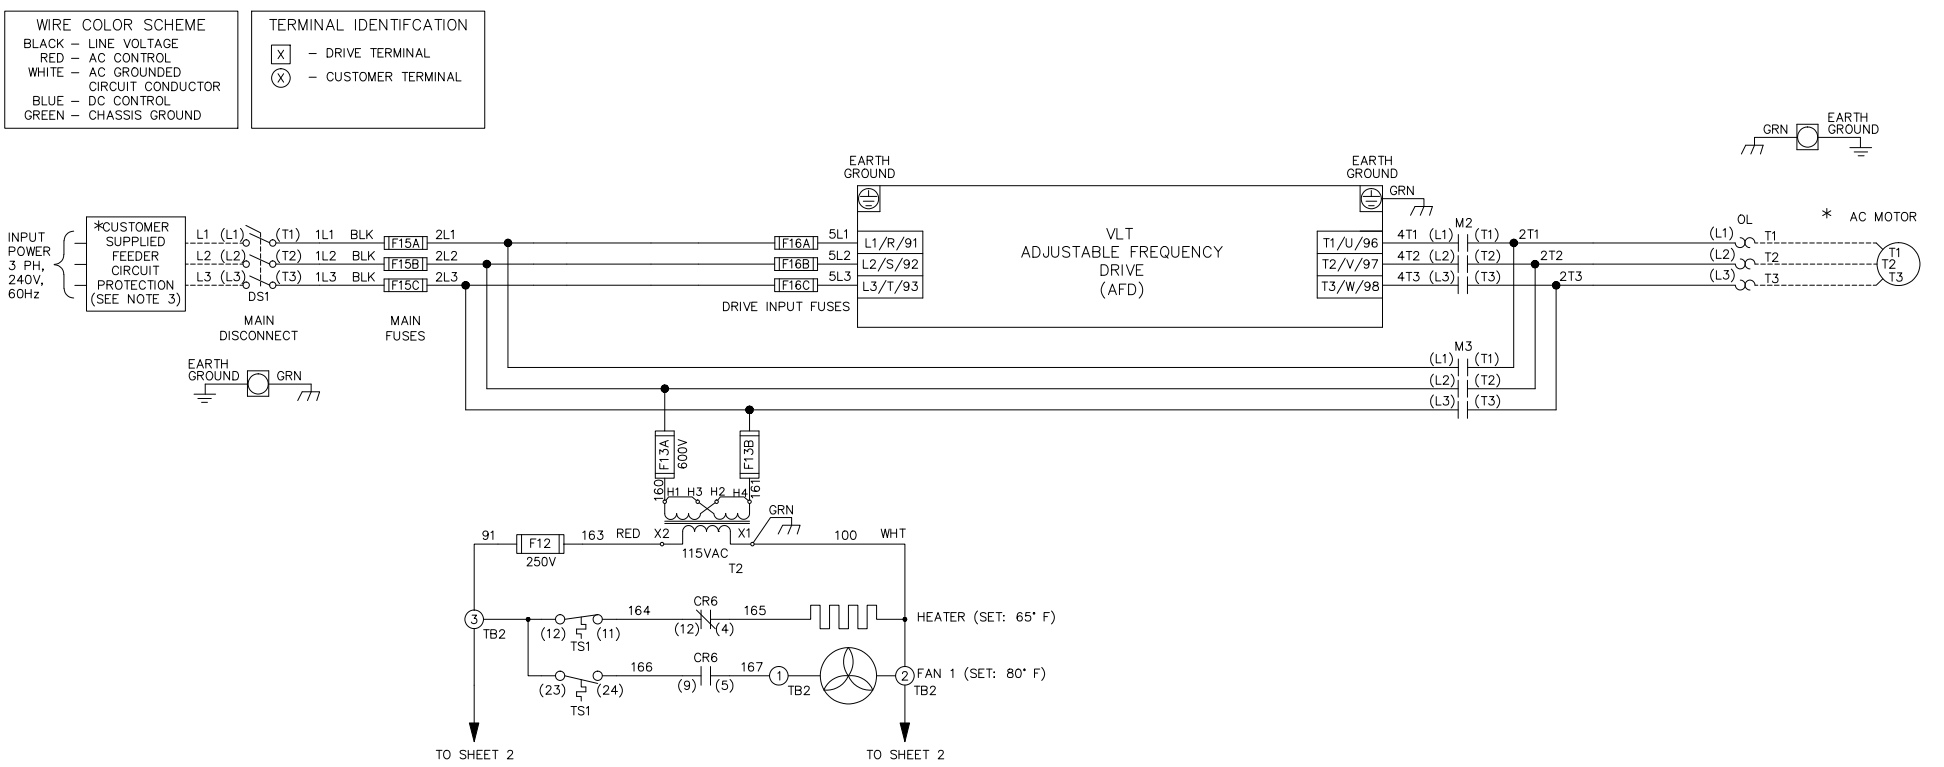 WIRE COLOR SCHEME
BLACK – LINE VOLTAGE
RED – AC CONTROL
WHITE – AC GROUNDED
CIRCUIT CONDUCTOR
BLUE – DC CONTROL
GREEN – CHASSIS GROUND
TERMINAL IDENTIFCATION
X – DRIVE TERMINAL
X – CUSTOMER TERMINAL
GRN
EARTH
GROUND
INPUT
POWER
3 PH,
240V,
60Hz
*CUSTOMER
SUPPLIED
FEEDER
CIRCUIT
PROTECTION
(SEE NOTE 3)
L1 (L1) (T1) 1L1 BLK F15A 2L1
L2 (L2) (T2) 1L2 BLK F15B 2L2
L3 (L3) (T3) 1L3 BLK F15C 2L3
DS1
MAIN
DISCONNECT
MAIN
FUSES
EARTH
GROUND
GRN
F16A 5L1
F16B 5L2
F16C 5L3
DRIVE INPUT FUSES
EARTH
GROUND
L1/R/91
L2/S/92
L3/T/93
VLT
ADJUSTABLE FREQUENCY
DRIVE
(AFD)
EARTH
GROUND
GRN
T1/U/96
T2/V/97
T3/W/98
M2
4T1 (L1) (T1) 2T1
4T2 (L2) (T2) 2T2
4T3 (L3) (T3) 2T3
M3
(L1) (T1)
(L2) (T2)
(L3) (T3)
OL
(L1) T1
(L2) T2
(L3) T3
* AC MOTOR
T1
T2
T3
F13A
600V
F13B
160
H1 H3 H2 H4
161
GRN
91 F12 163 RED X2 X1 100 WHT
250V
115VAC
T2
3
TB2
(12) (11)
TS1
164
CR6
(12) (4)
165
HEATER (SET: 65° F)
(23) (24)
TS1
166
CR6
(9) (5)
167
1
TB2
2
TB2
FAN 1 (SET: 80° F)
TO SHEET 2
TO SHEET 2